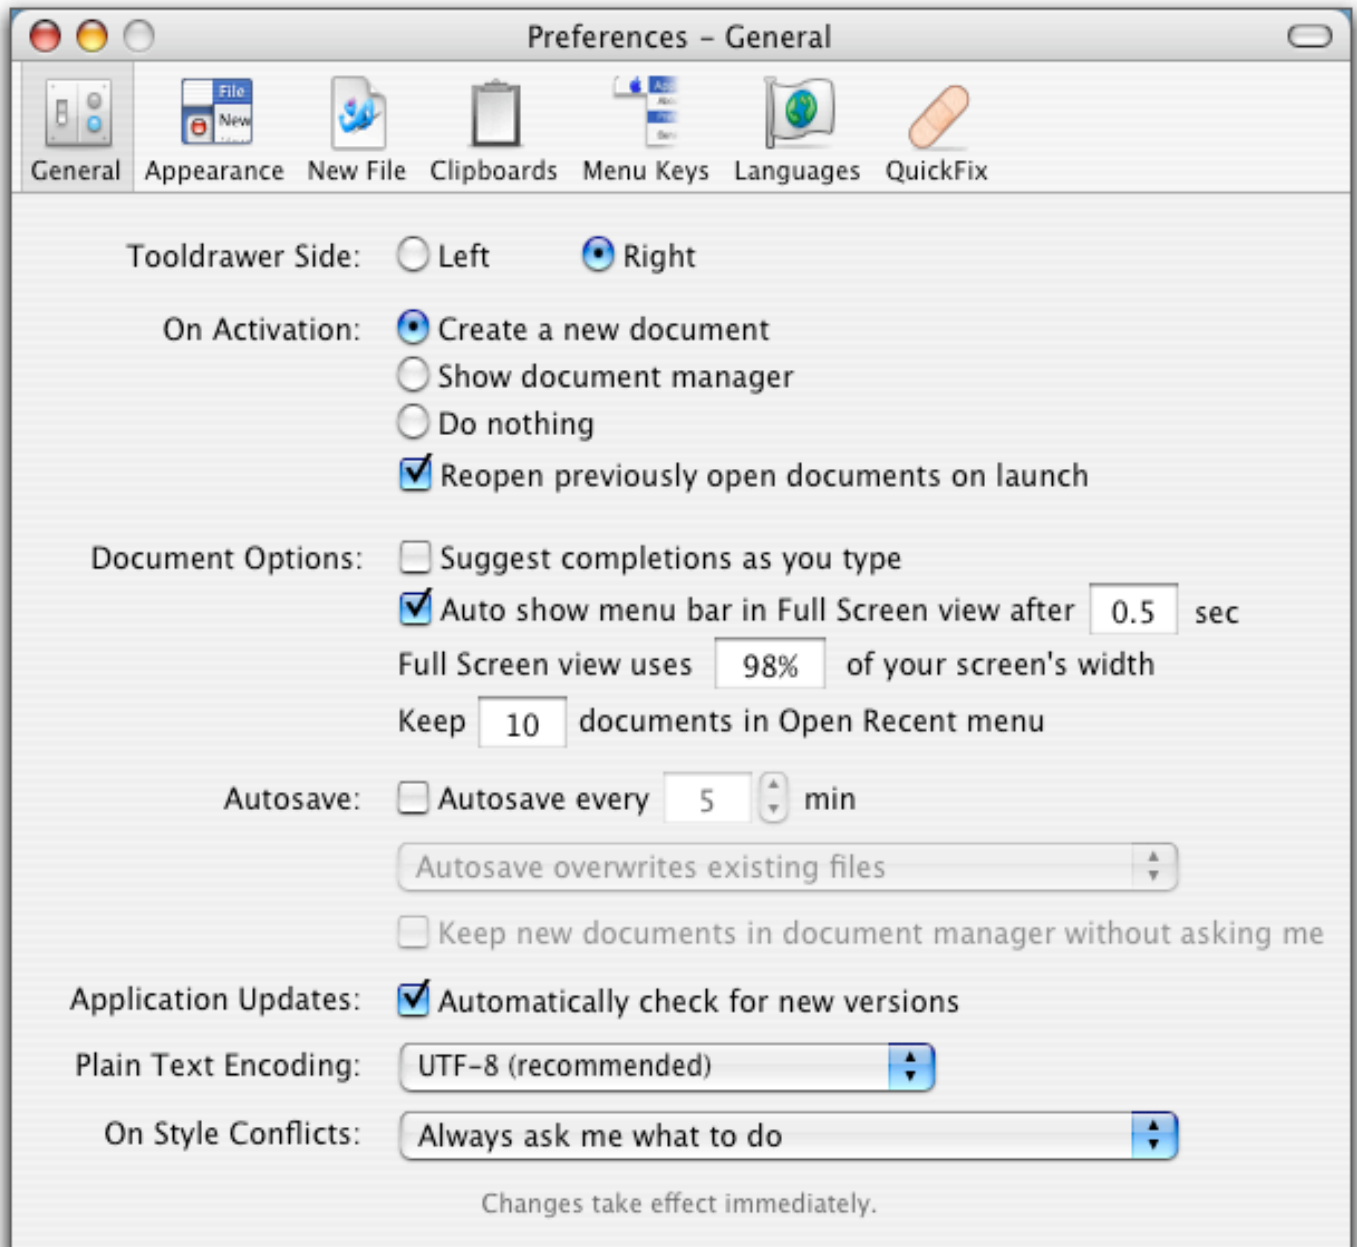 Preferences – General
File
New
General Appearance New File Clipboards Menu Keys Languages QuickFix
Tooldrawer Side: Left Right
On Activation: Create a new document
Show document manager
Do nothing
Reopen previously open documents on launch
Document Options: Suggest completions as you type
Auto show menu bar in Full Screen view after 0.5 sec
Full Screen view uses 98% of your screen's width
Keep 10 documents in Open Recent menu
Autosave: Autosave every 5 min
Autosave overwrites existing files
Keep new documents in document manager without asking me
Application Updates: Automatically check for new versions
Plain Text Encoding: UTF–8 (recommended)
On Style Conflicts: Always ask me what to do
Changes take effect immediately.